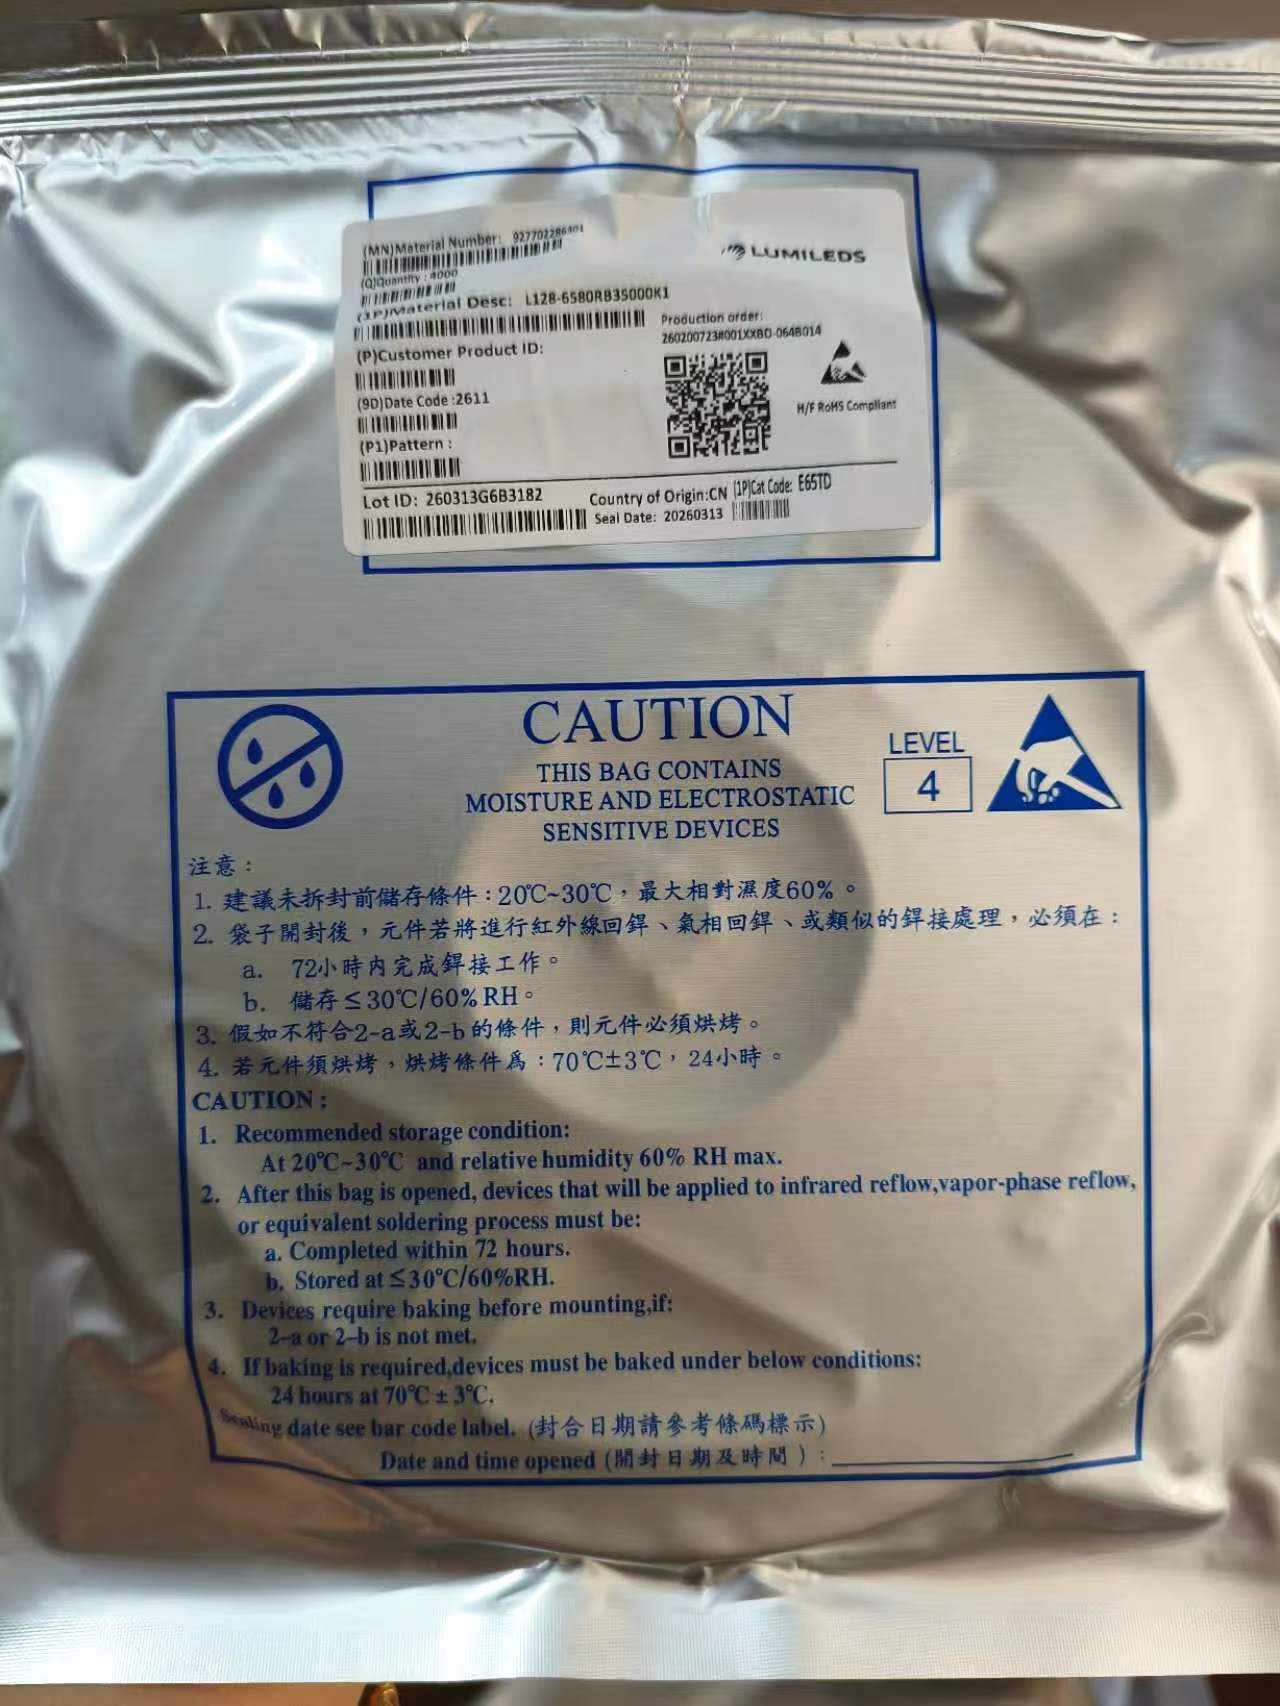 (MN)Material Number: 927702286301
LUMILEDS
(Q)Quantity : 4000
(1P)Material Desc: L128-6580RB35000K1
Production order:
260200723#001XXBD-064B014
(P)Customer Product ID:
(9D)Date Code :2611
H/F RoHS Compliant
(P1)Pattern :
Lot ID: 260313G6B3182
Country of Origin:CN
(1P)Cat Code: E65TD
Seal Date: 20260313
CAUTION
THIS BAG CONTAINS
MOISTURE AND ELECTROSTATIC
SENSITIVE DEVICES
LEVEL
4
注意：
1. 建議未拆封前儲存條件：20℃~30℃，最大相對濕度60%。
2. 袋子開封後，元件若將進行紅外線回銲、氣相回銲、或類似的銲接處理，必須在：
a. 72小時內完成銲接工作。
b. 儲存≤30℃/60% RH。
3. 假如不符合2-a或2-b的條件，則元件必須烘烤。
4. 若元件須烘烤，烘烤條件爲：70℃±3℃，24小時。
CAUTION :
1. Recommended storage condition:
At 20℃~30℃ and relative humidity 60% RH max.
2. After this bag is opened, devices that will be applied to infrared reflow,vapor-phase reflow,
or equivalent soldering process must be:
a. Completed within 72 hours.
b. Stored at ≤30℃/60%RH.
3. Devices require baking before mounting,if:
2-a or 2-b is not met.
4. If baking is required,devices must be baked under below conditions:
24 hours at 70℃ ± 3℃.
Sealing date see bar code label. (封合日期請參考條碼標示)
Date and time opened (開封日期及時間 ) :